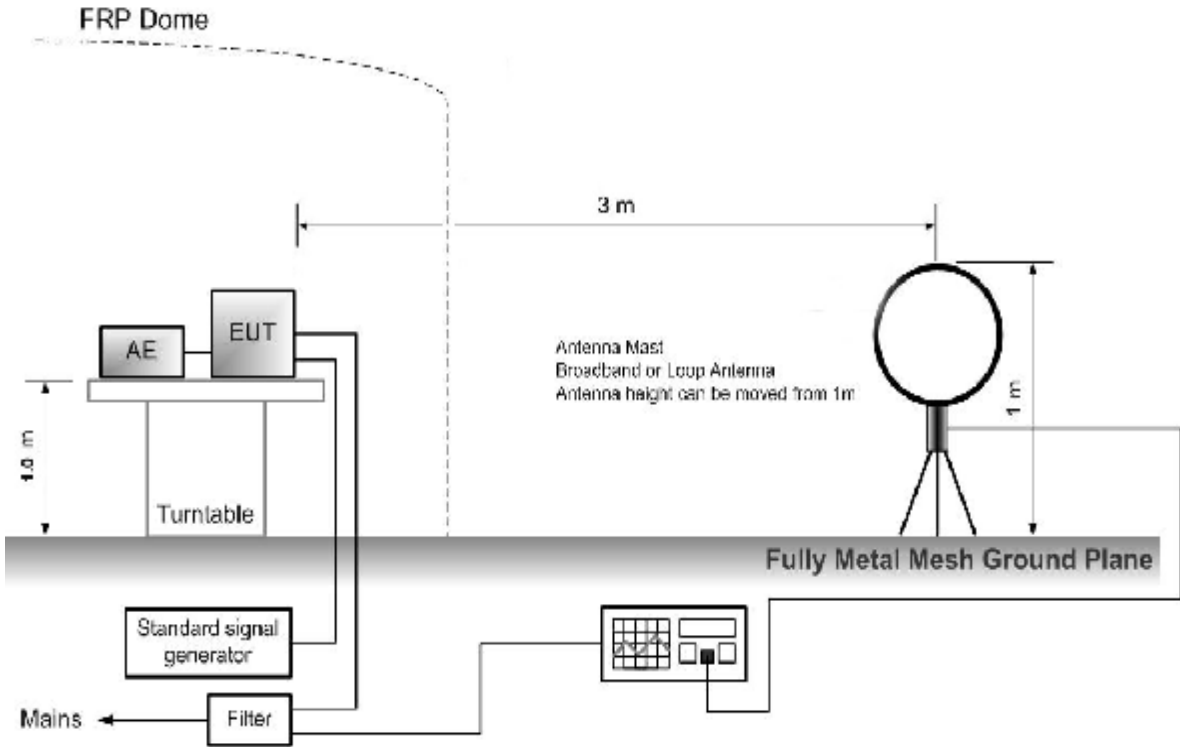 FRP Dome
3 m
AE
EUT
Antenna Mast
Broadband or Loop Antenna
Antenna height can be moved from 1m
1.0 m
1 m
Turntable
Fully Metal Mesh Ground Plane
Standard signal
generator
Mains
Filter